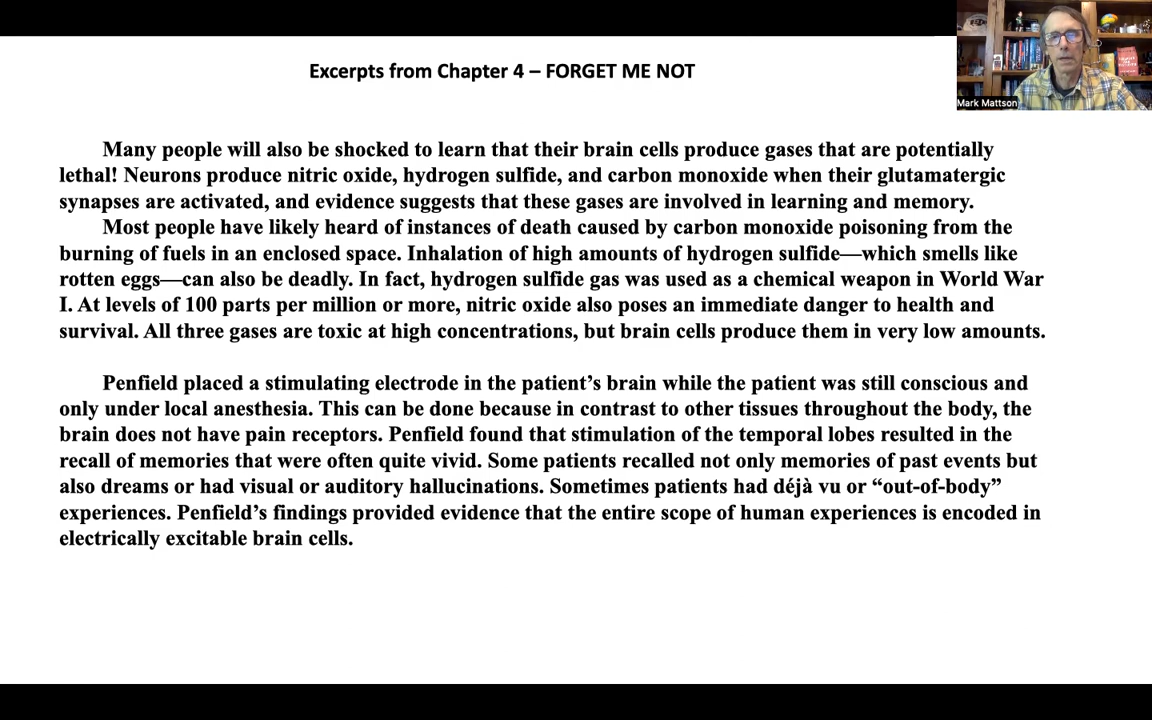 Excerpts from Chapter 4 – FORGET ME NOT
Mark Mattson
Many people will also be shocked to learn that their brain cells produce gases that are potentially
lethal! Neurons produce nitric oxide, hydrogen sulfide, and carbon monoxide when their glutamatergic
synapses are activated, and evidence suggests that these gases are involved in learning and memory.
Most people have likely heard of instances of death caused by carbon monoxide poisoning from the
burning of fuels in an enclosed space. Inhalation of high amounts of hydrogen sulfide—which smells like
rotten eggs—can also be deadly. In fact, hydrogen sulfide gas was used as a chemical weapon in World War
I. At levels of 100 parts per million or more, nitric oxide also poses an immediate danger to health and
survival. All three gases are toxic at high concentrations, but brain cells produce them in very low amounts.
Penfield placed a stimulating electrode in the patient’s brain while the patient was still conscious and
only under local anesthesia. This can be done because in contrast to other tissues throughout the body, the
brain does not have pain receptors. Penfield found that stimulation of the temporal lobes resulted in the
recall of memories that were often quite vivid. Some patients recalled not only memories of past events but
also dreams or had visual or auditory hallucinations. Sometimes patients had déjà vu or “out-of-body”
experiences. Penfield’s findings provided evidence that the entire scope of human experiences is encoded in
electrically excitable brain cells.